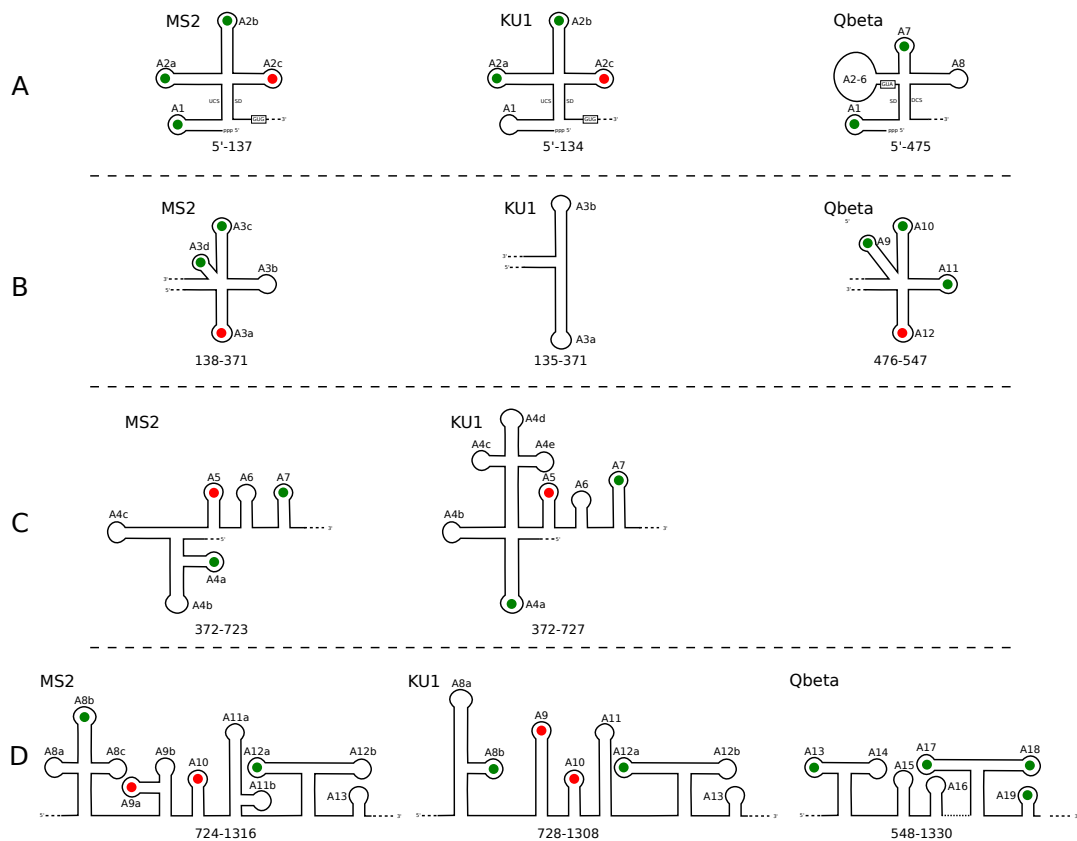 A
MS2
KU1
Qbeta
A2b
A2a
A2c
UCS
SD
A1
GUG
3'
ppp 5'
5'-137
A2b
A2a
A2c
UCS
SD
A1
GUG
3'
ppp 5'
5'-134
A7
A2-6
A8
GUA
SD
DCS
A1
3'
ppp 5'
5'-475
B
MS2
KU1
Qbeta
A3c
A3d
A3b
3'
5'
A3a
138-371
A3b
3'
5'
A3a
135-371
5'
A10
A9
A11
3'
A12
476-547
C
MS2
KU1
A5
A6
A7
A4c
3'
5'
A4a
A4b
372-723
A4d
A4c
A4e
A5
A7
A6
A4b
3'
5'
A4a
372-727
D
MS2
KU1
Qbeta
A8b
A11a
A8a
A8c
A9b
A10
A12a
A12b
A9a
A11b
A13
5'
3'
724-1316
A8a
A9
A11
A8b
A10
A12a
A12b
A13
5'
3'
728-1308
A13
A14
A17
A18
A15
A16
A19
5'
3'
548-1330